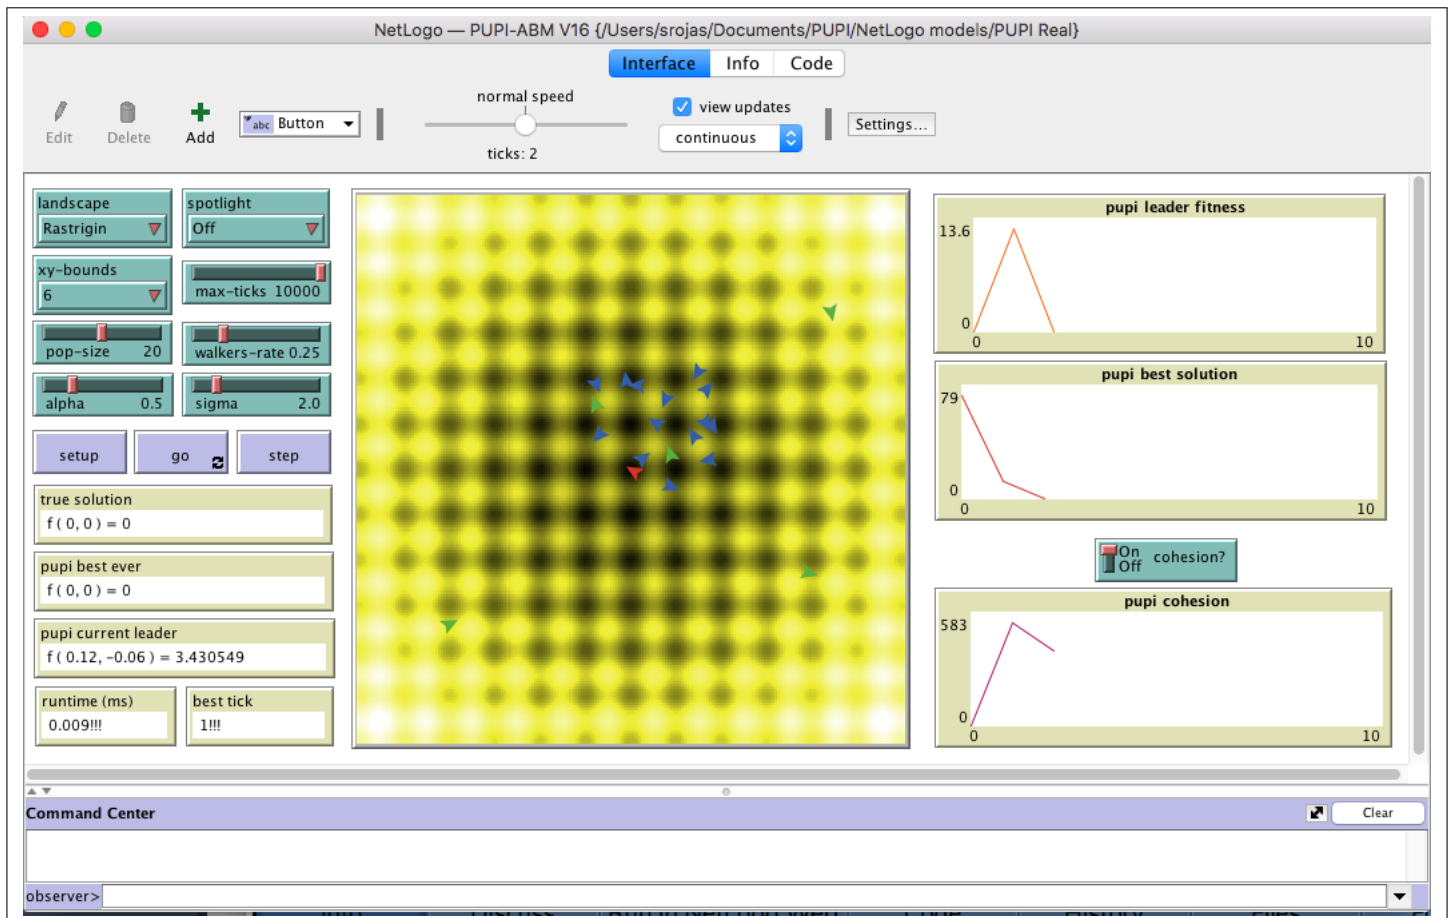 NetLogo — PUPI-ABM V16 {/Users/srojas/Documents/PUPI/NetLogo models/PUPI Real}
Interface Info Code
Edit Delete Add abc Button
normal speed
ticks: 2
view updates
continuous
Settings...
landscape
Rastrigin
spotlight
Off
xy-bounds
6
max-ticks 10000
pop-size 20
walkers-rate 0.25
alpha 0.5
sigma 2.0
setup go step
true solution
f ( 0, 0 ) = 0
pupi best ever
f ( 0, 0 ) = 0
pupi current leader
f ( 0.12, -0.06 ) = 3.430549
runtime (ms)
0.009!!!
best tick
1!!!
pupi leader fitness
13.6
0
0 10
pupi best solution
79
0
0 10
On
Off
cohesion?
pupi cohesion
583
0
0 10
Command Center
Clear
observer>